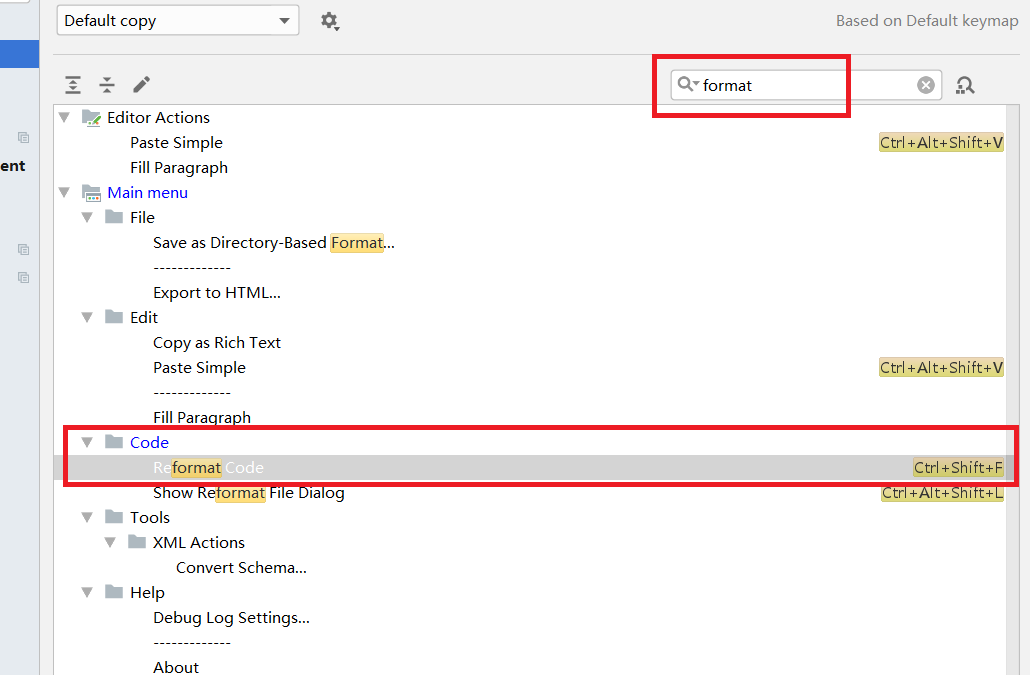 Default copy
Based on Default keymap
format
Editor Actions
Paste Simple Ctrl+Alt+Shift+V
Fill Paragraph
ent
Main menu
File
Save as Directory-Based Format...
-------------
Export to HTML...
Edit
Copy as Rich Text
Paste Simple Ctrl+Alt+Shift+V
-------------
Fill Paragraph
Code
Reformat Code Ctrl+Shift+F
Show Reformat File Dialog Ctrl+Alt+Shift+L
Tools
XML Actions
Convert Schema...
Help
Debug Log Settings...
-------------
About